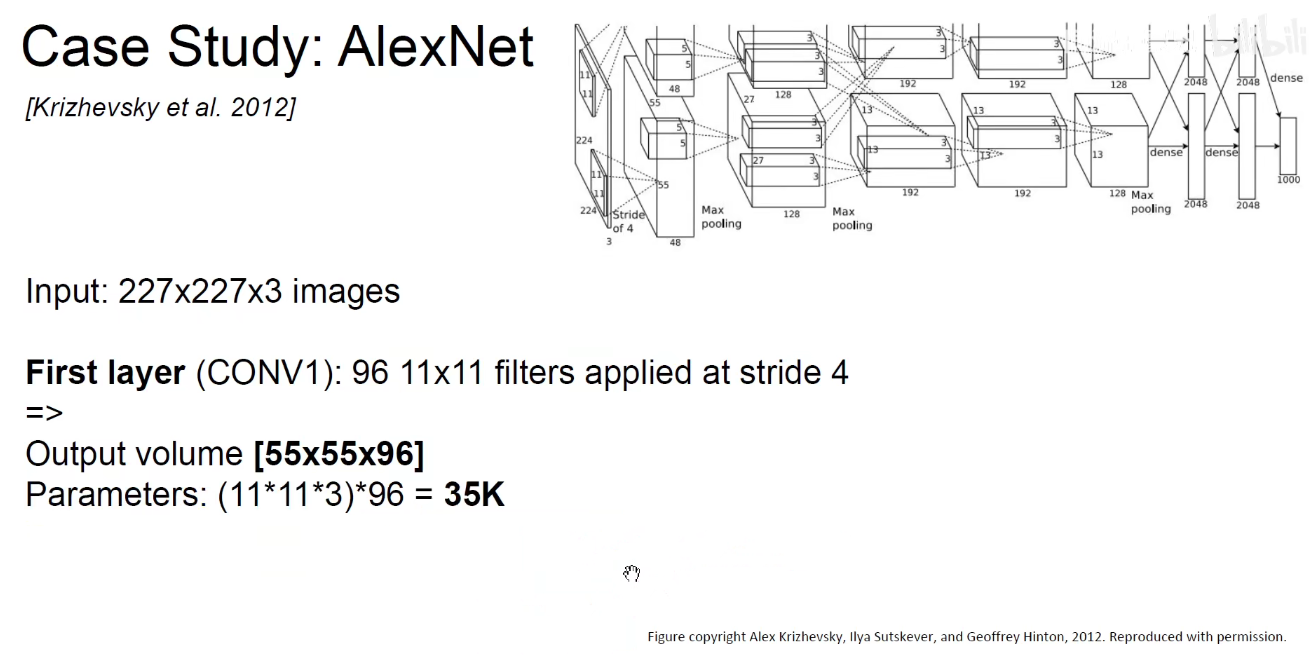 Case Study: AlexNet
[Krizhevsky et al. 2012]
11
11
224
11
11
224
3
Stride
of 4
5
5
48
55
5
5
55
48
Max
pooling
3
3
128
27
3
3
27
3
3
128
Max
pooling
3
3
192
13
13
3
3
192
3
3
192
13
3
13
3
192
128
13
13
128
Max
pooling
dense
2048
dense
2048
2048
2048
dense
1000
bilibili
Input: 227x227x3 images
First layer (CONV1): 96 11x11 filters applied at stride 4
=>
Output volume [55x55x96]
Parameters: (11*11*3)*96 = 35K
Figure copyright Alex Krizhevsky, Ilya Sutskever, and Geoffrey Hinton, 2012. Reproduced with permission.